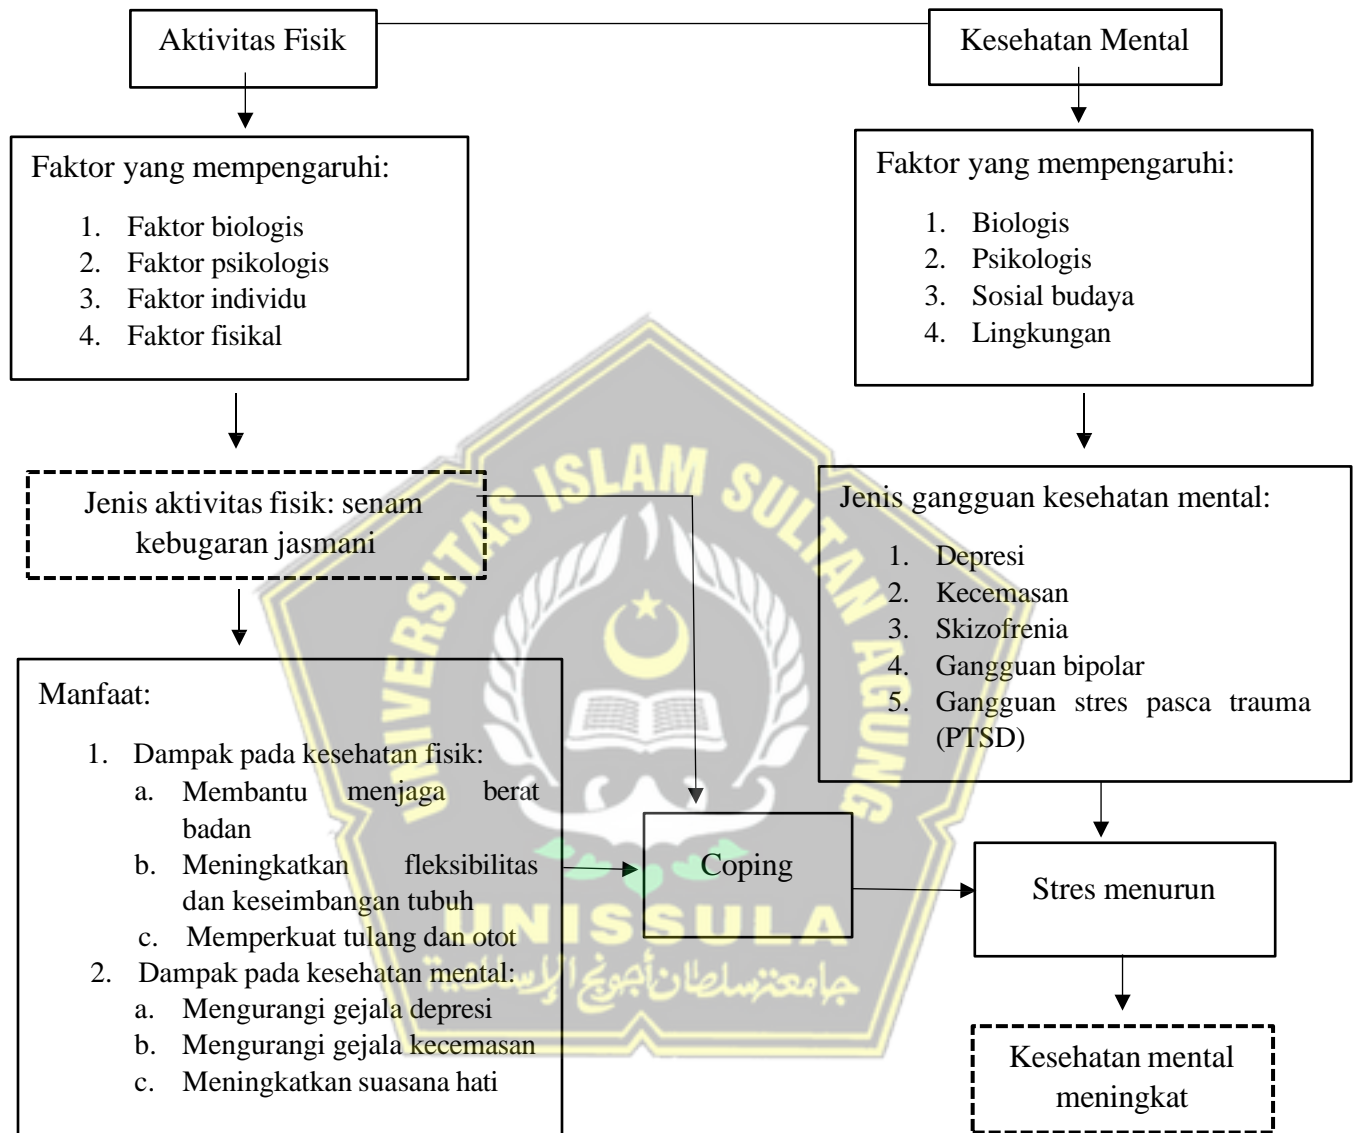 Aktivitas Fisik
Kesehatan Mental
Faktor yang mempengaruhi:
1. Faktor biologis
2. Faktor psikologis
3. Faktor individu
4. Faktor fisikal
Faktor yang mempengaruhi:
1. Biologis
2. Psikologis
3. Sosial budaya
4. Lingkungan
Jenis aktivitas fisik: senam
kebugaran jasmani
Jenis gangguan kesehatan mental:
1. Depresi
2. Kecemasan
3. Skizofrenia
4. Gangguan bipolar
5. Gangguan stres pasca trauma
(PTSD)
Manfaat:
1. Dampak pada kesehatan fisik:
a. Membantu menjaga berat
badan
b. Meningkatkan fleksibilitas
dan keseimbangan tubuh
c. Memperkuat tulang dan otot
2. Dampak pada kesehatan mental:
a. Mengurangi gejala depresi
b. Mengurangi gejala kecemasan
c. Meningkatkan suasana hati
Coping
Stres menurun
Kesehatan mental
meningkat
UNIVERSITAS ISLAM SULTAN AGUNG
UNISSULA
جامعتسلطان أجونج الإسلامية